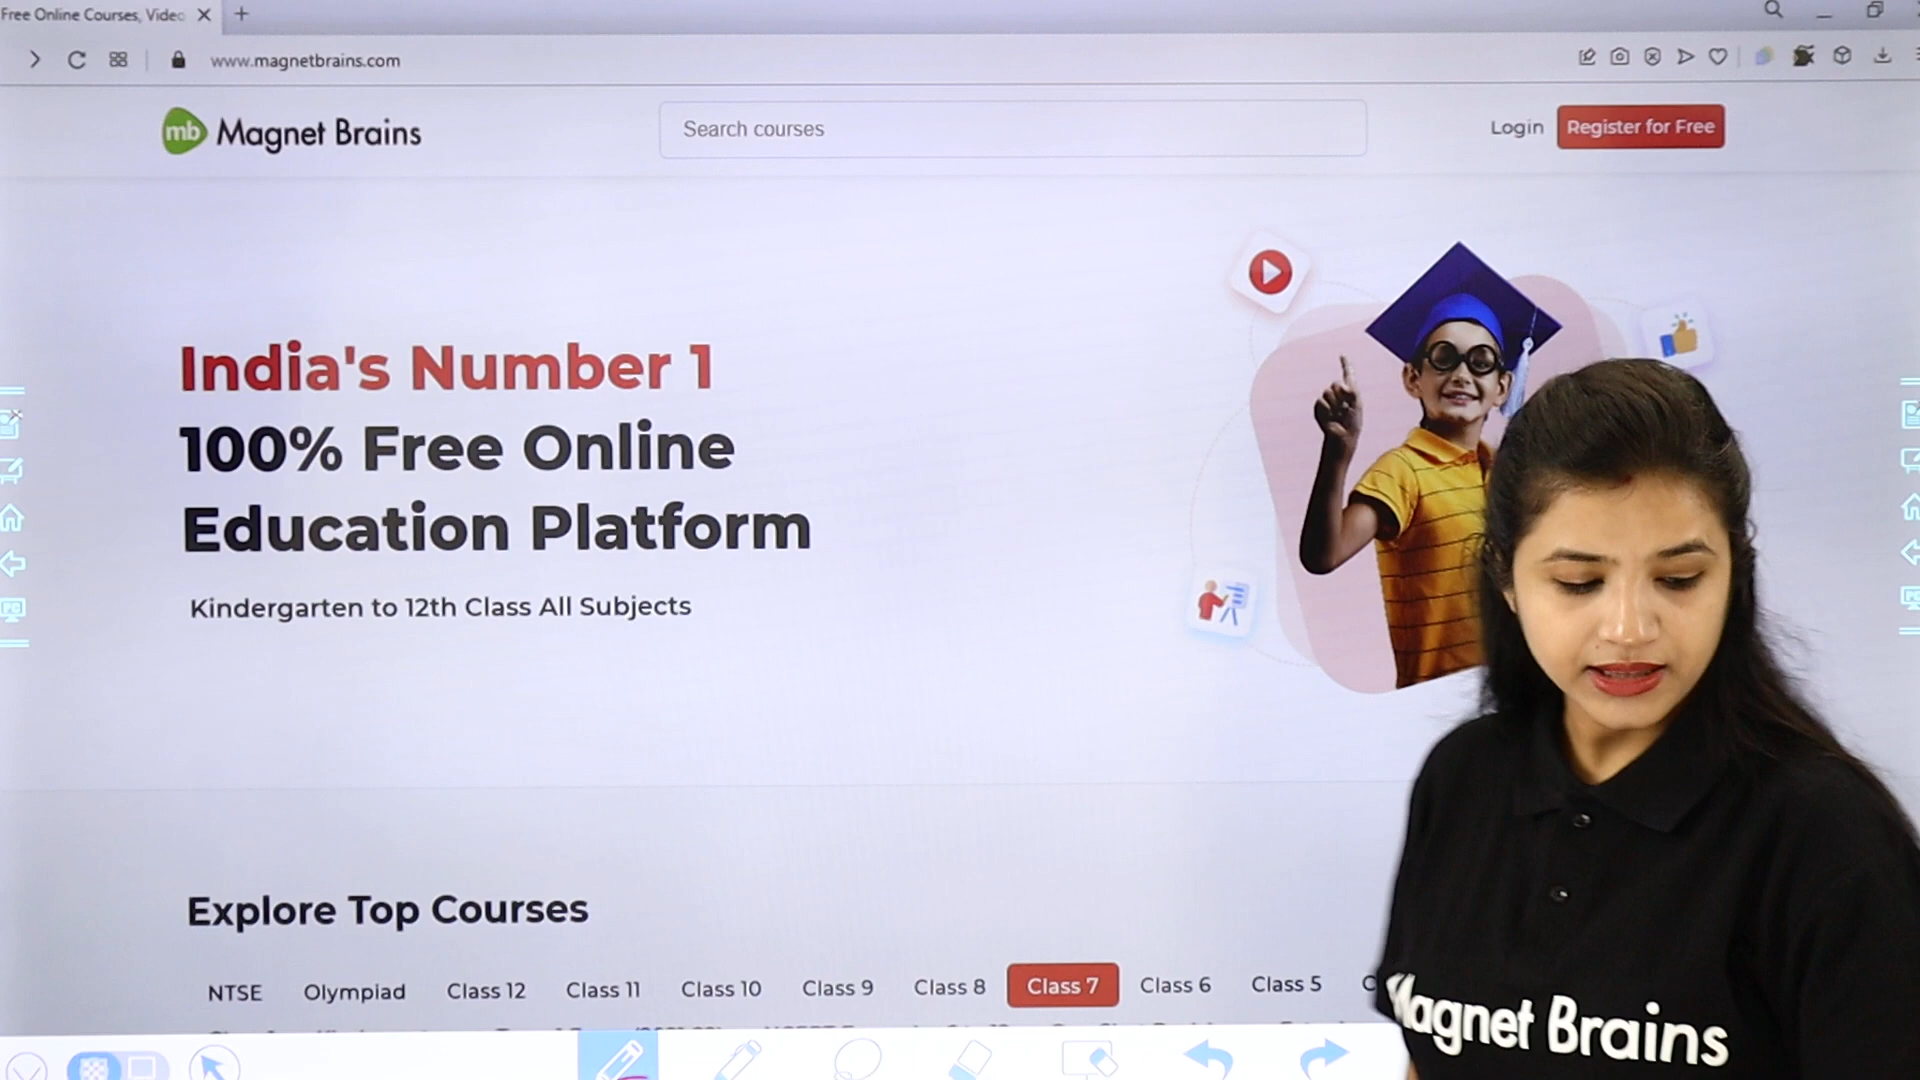 Free Online Courses, Video
www.magnetbrains.com
mb Magnet Brains
Search courses
Login
Register for Free
India's Number 1
100% Free Online
Education Platform
Kindergarten to 12th Class All Subjects
Explore Top Courses
NTSE Olympiad Class 12 Class 11 Class 10 Class 9 Class 8 Class 7 Class 6 Class 5 C
Magnet Brains